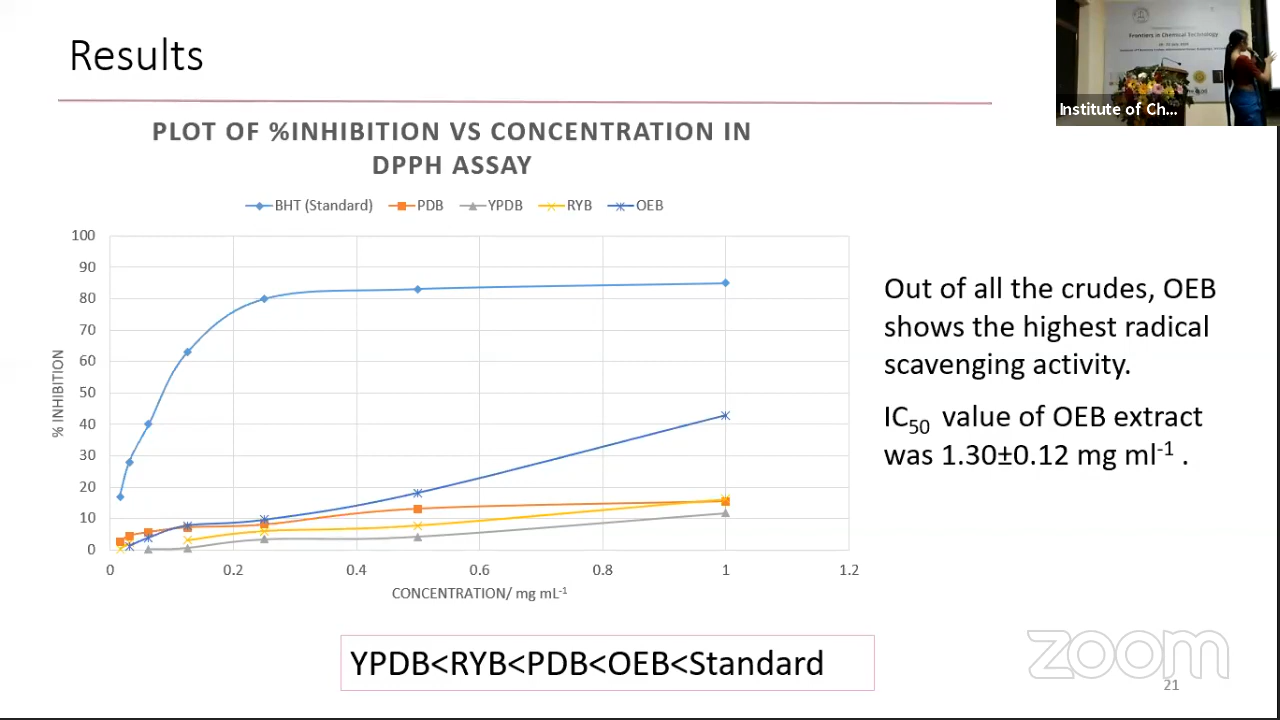 Results
PLOT OF %INHIBITION VS CONCENTRATION IN
DPPH ASSAY
BHT (Standard) PDB YPDB RYB OEB
100
90
80
70
60
50
40
30
20
10
0
% INHIBITION
0 0.2 0.4 0.6 0.8 1 1.2
CONCENTRATION/ mg mL-1
Out of all the crudes, OEB
shows the highest radical
scavenging activity.
IC50 value of OEB extract
was 1.30±0.12 mg ml-1 .
YPDB<RYB<PDB<OEB<Standard
Frontiers in Chemical Technology
Institute of Ch...
zoom
21